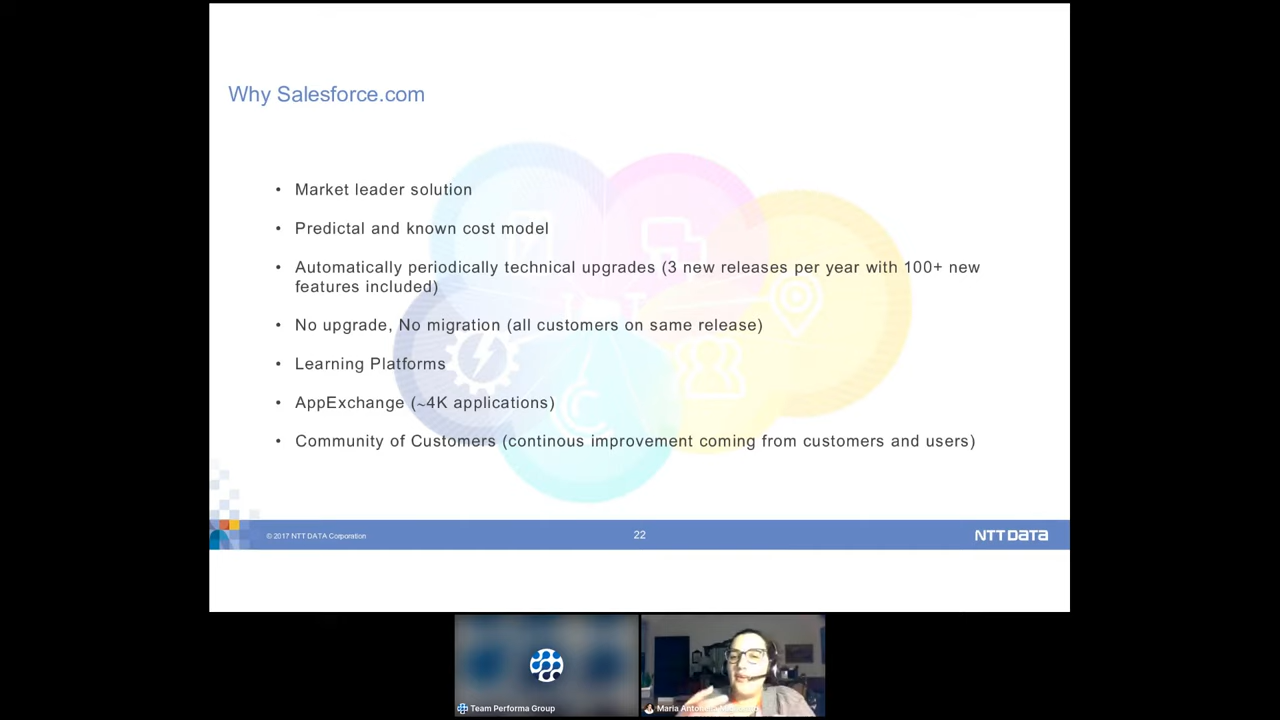 Why Salesforce.com
• Market leader solution
• Predictal and known cost model
• Automatically periodically technical upgrades (3 new releases per year with 100+ new
features included)
• No upgrade, No migration (all customers on same release)
• Learning Platforms
• AppExchange (~4K applications)
• Community of Customers (continous improvement coming from customers and users)
© 2017 NTT DATA Corporation
22
NTT DATA
Team Performa Group
Maria